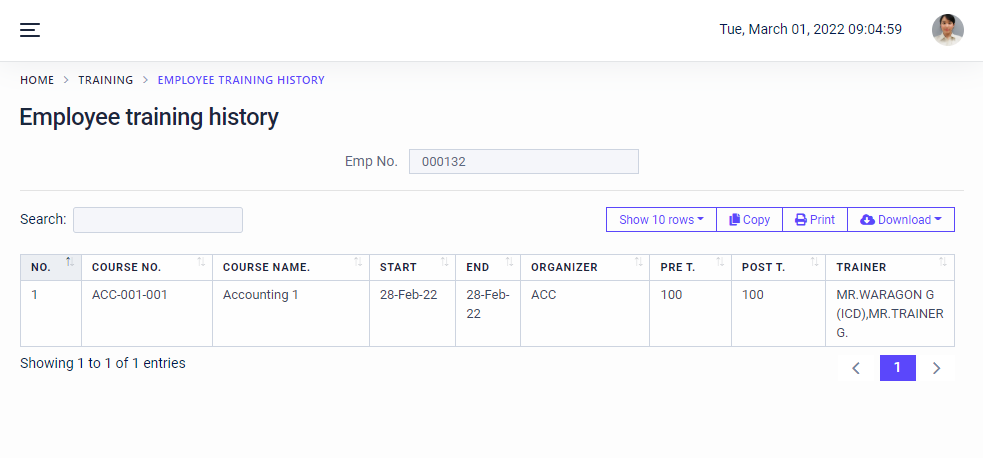 Tue, March 01, 2022 09:04:59
HOME > TRAINING > EMPLOYEE TRAINING HISTORY
Employee training history
Emp No. 000132
Search: Show 10 rows Copy Print Download
NO. COURSE NO. COURSE NAME. START END ORGANIZER PRE T. POST T. TRAINER
1 ACC-001-001 Accounting 1 28-Feb-22 28-Feb- ACC 100 100 MR.WARAGON G
22 (ICD),MR.TRAINER
G.
Showing 1 to 1 of 1 entries
1